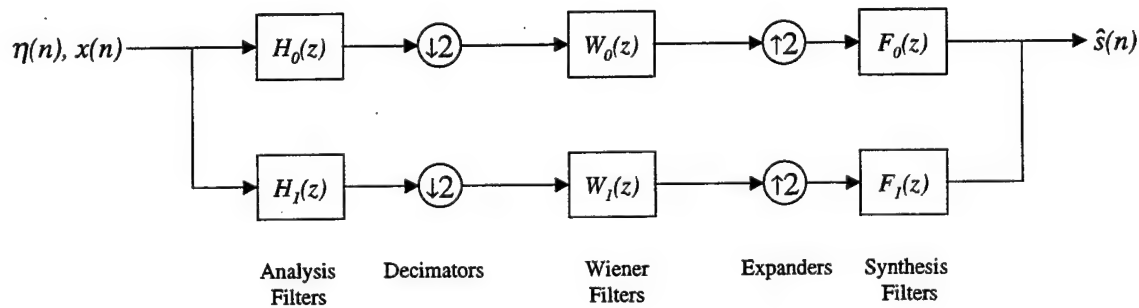 η(n), x(n) H₀(z) ↓2 W₀(z) ↑2 F₀(z) ŝ(n)
H₁(z) ↓2 W₁(z) ↑2 F₁(z)
Analysis Decimators Wiener Expanders Synthesis
Filters Filters Filters